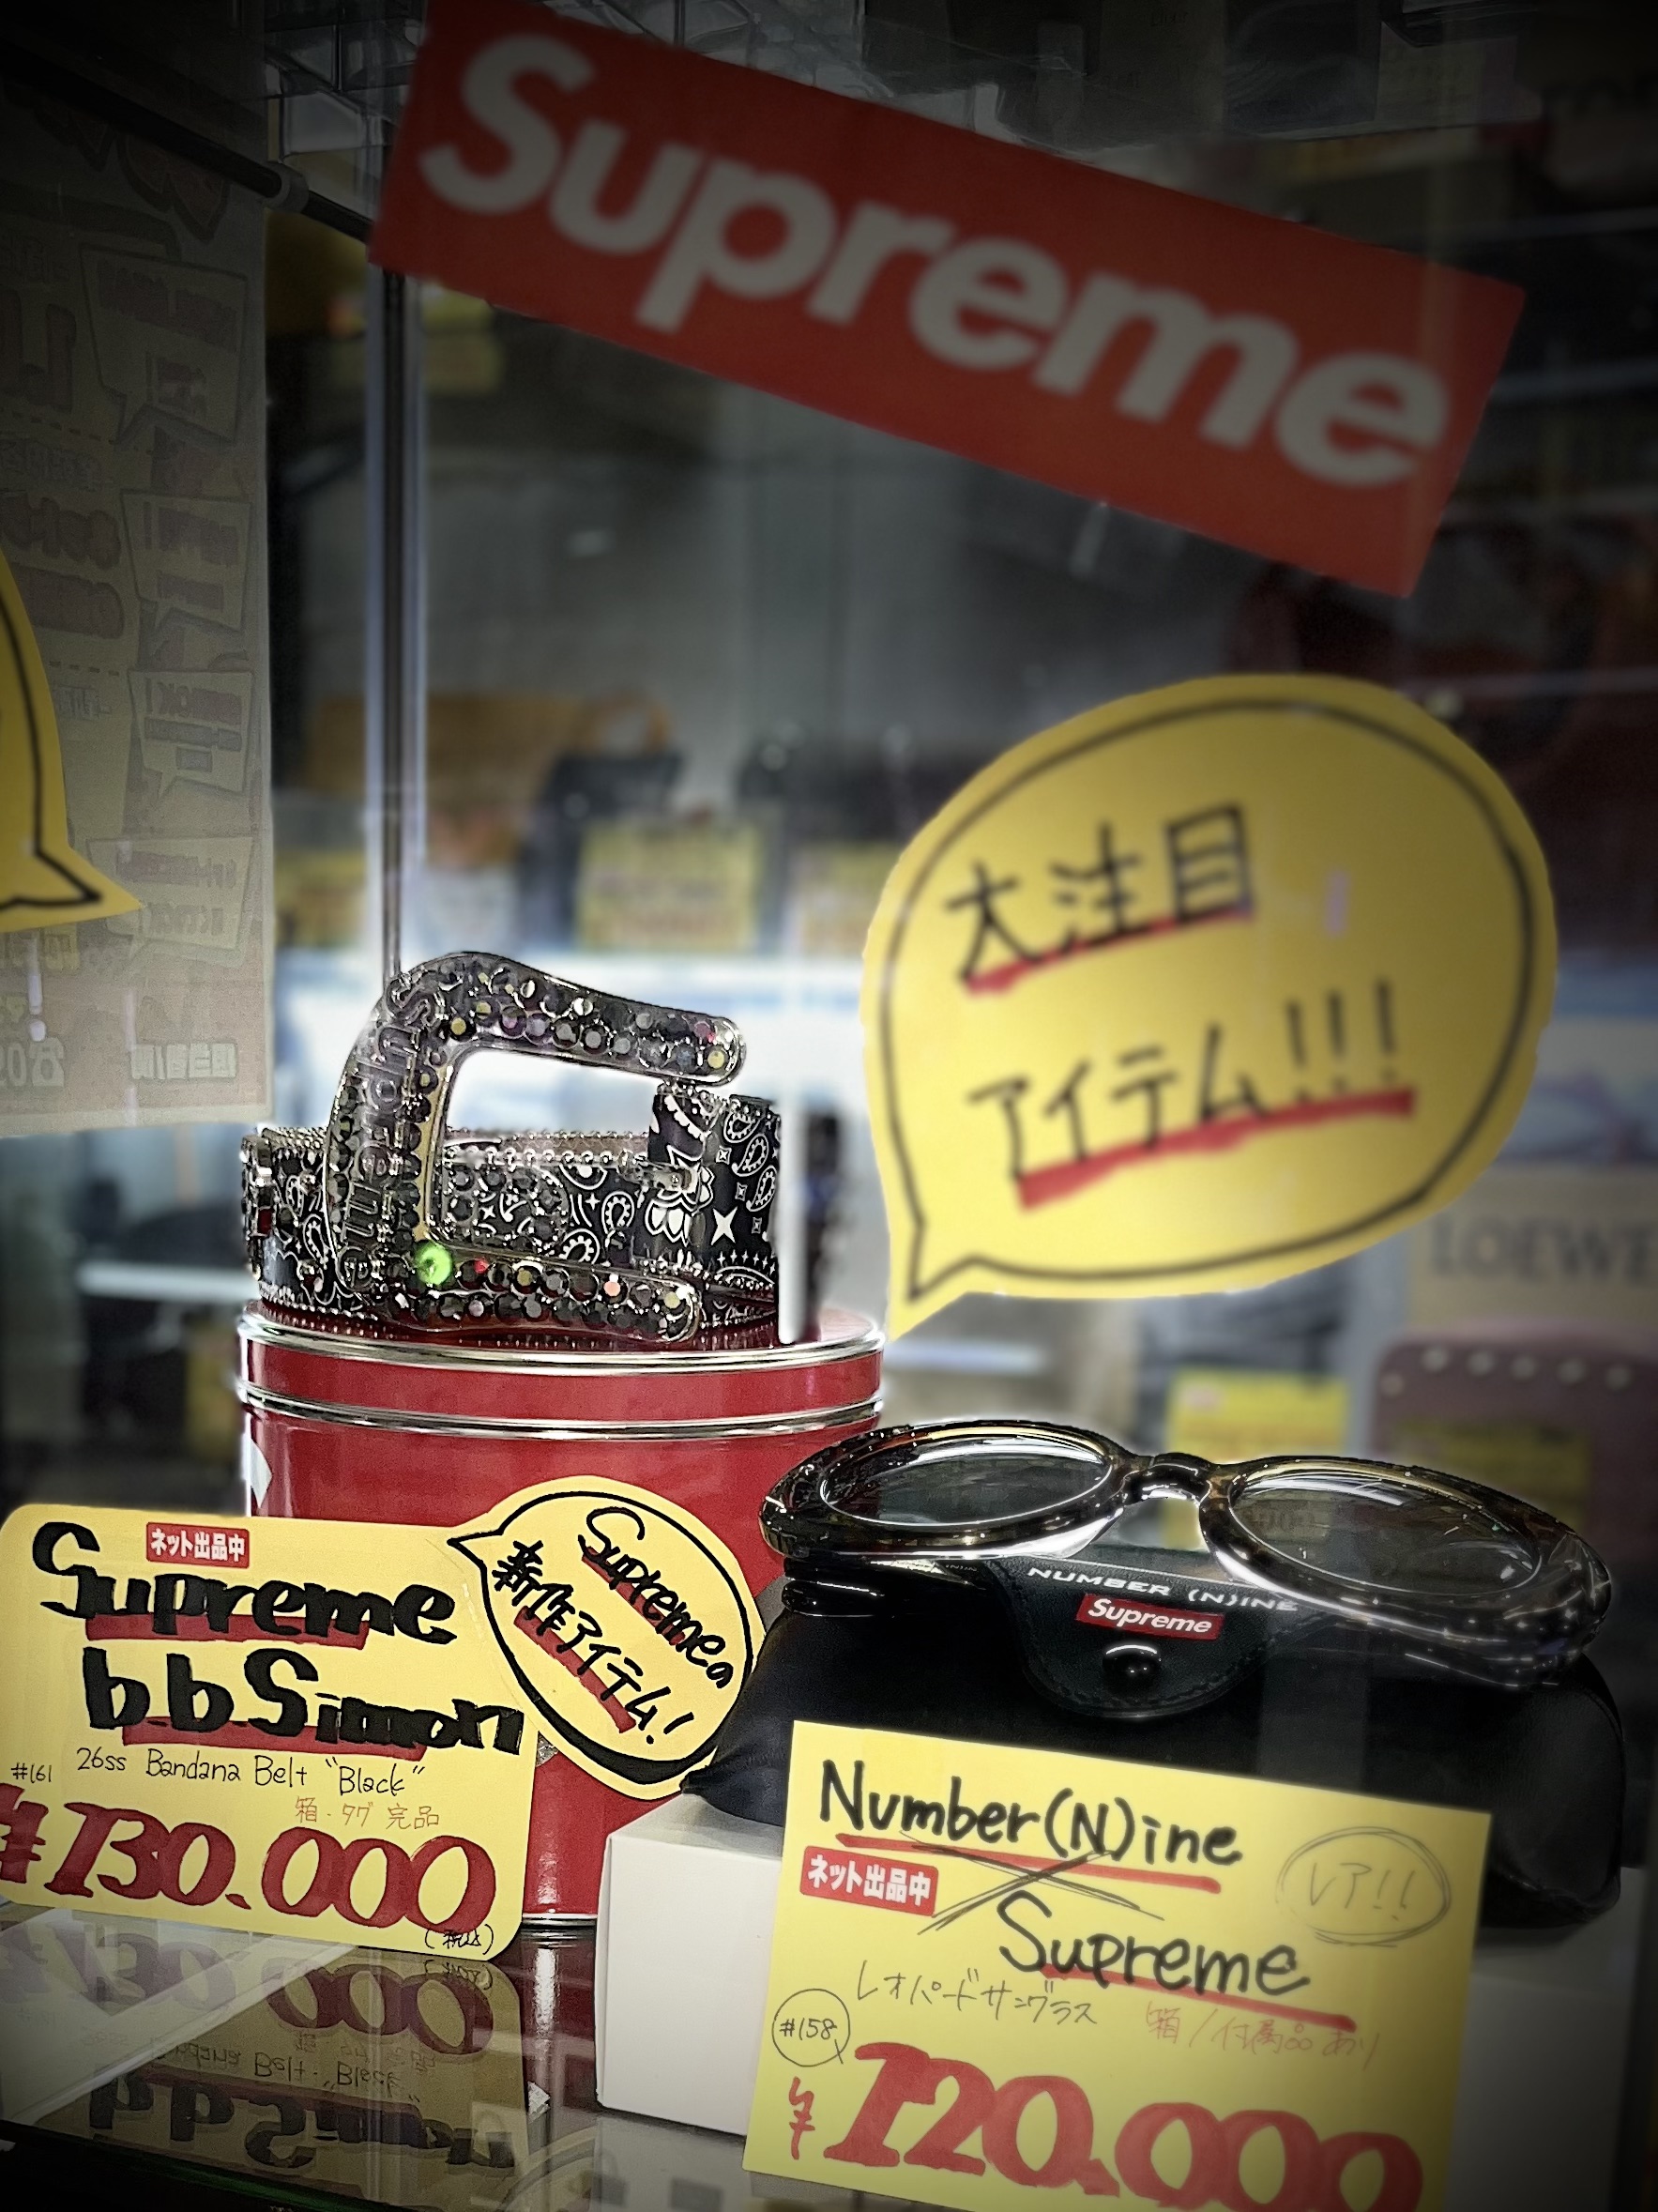 Supreme
大注目
アイテム!!!
LOEWE
Supreme
NUMBER (N)INE
Supreme
ネット出品中
Supreme
b.b.Simon
26ss Bandana Belt "Black"
#161
箱・タグ 完品
¥130.000
(税込)
Supremeの
新作アイテム!
Number(N)ine
レア!!
ネット出品中
×
Supreme
レオパードサングラス
箱/付属品あり
#158
¥120.000